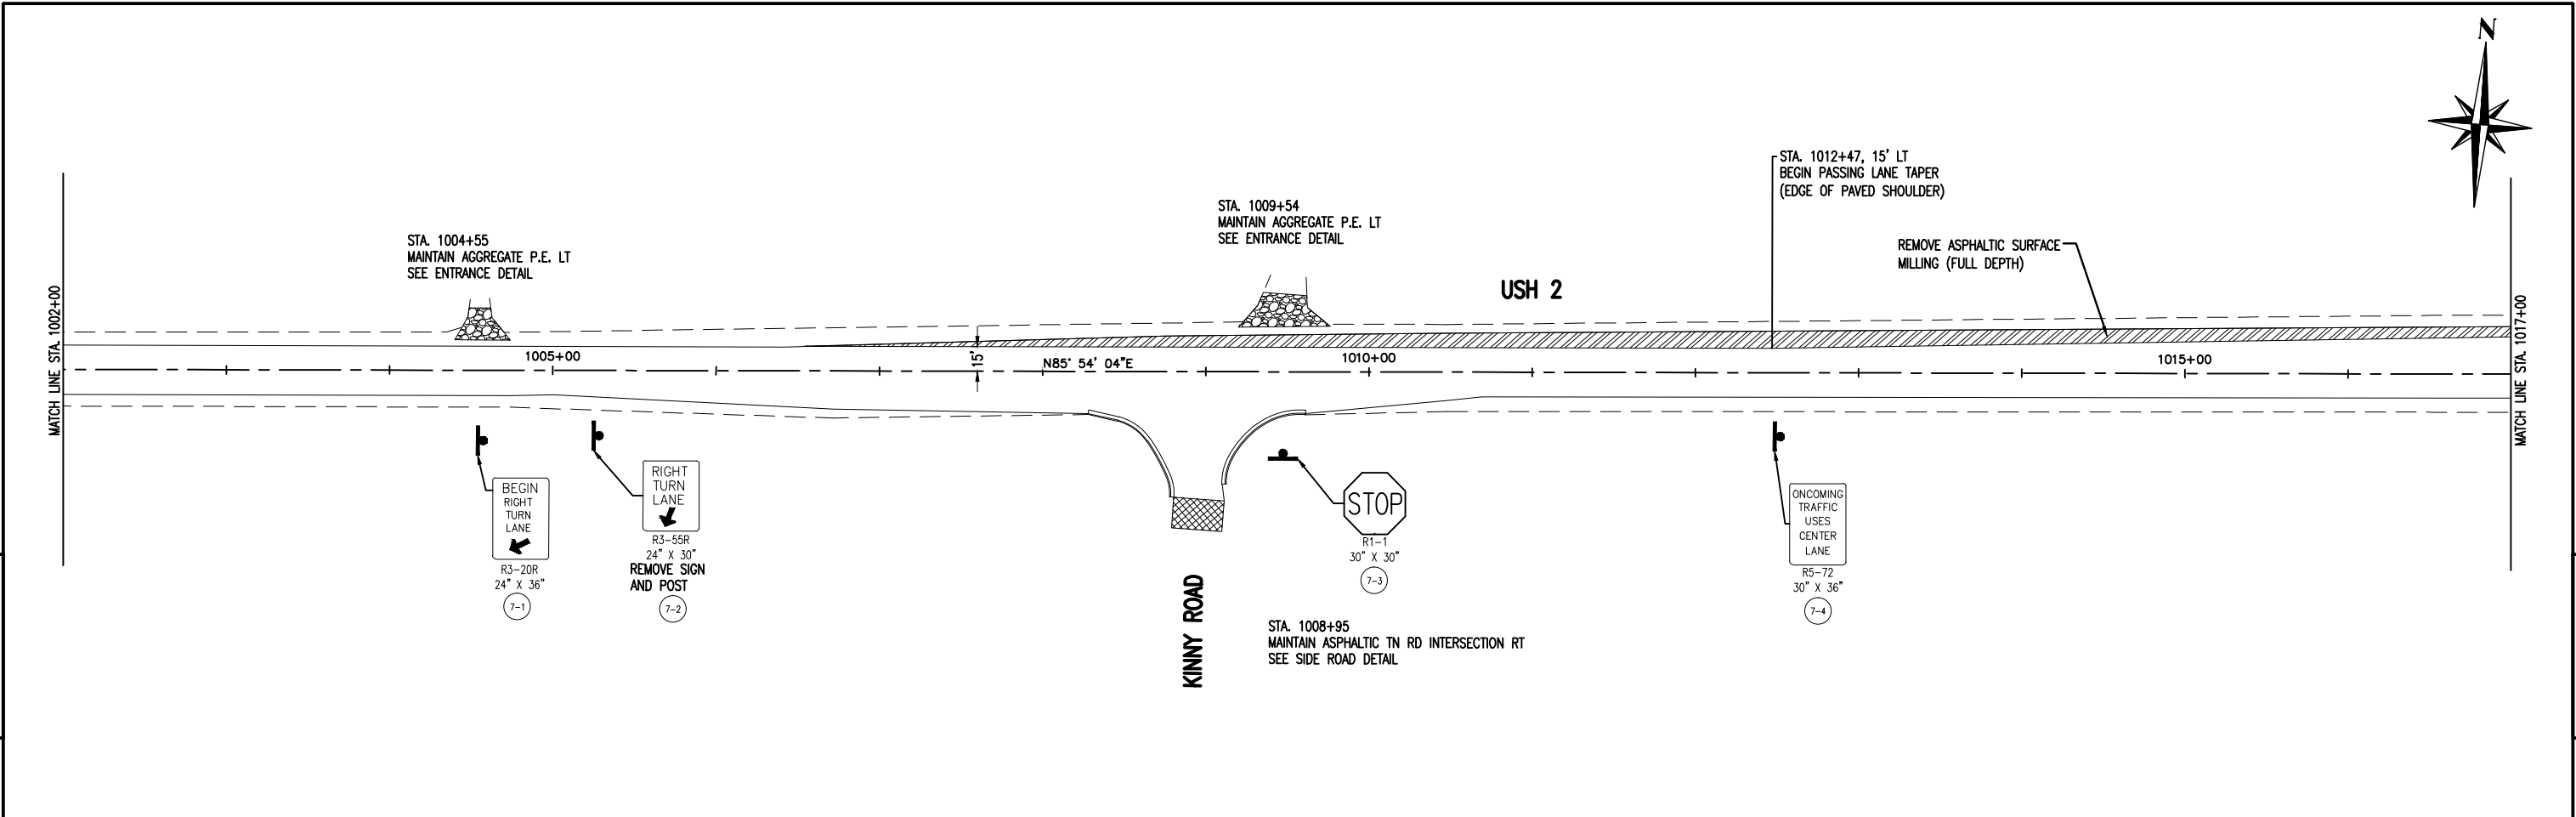 N
STA. 1012+47, 15' LT
BEGIN PASSING LANE TAPER
(EDGE OF PAVED SHOULDER)
STA. 1009+54
MAINTAIN AGGREGATE P.E. LT
SEE ENTRANCE DETAIL
STA. 1004+55
MAINTAIN AGGREGATE P.E. LT
SEE ENTRANCE DETAIL
REMOVE ASPHALTIC SURFACE
MILLING (FULL DEPTH)
USH 2
MATCH LINE STA. 1002+00
MATCH LINE STA. 1017+00
1005+00
15'
N85° 54' 04"E
1010+00
1015+00
BEGIN
RIGHT
TURN
LANE
R3-20R
24" X 36"
7-1
RIGHT
TURN
LANE
R3-55R
24" X 30"
REMOVE SIGN
AND POST
7-2
STOP
R1-1
30" X 30"
7-3
ONCOMING
TRAFFIC
USES
CENTER
LANE
R5-72
30" X 36"
7-4
KINNY ROAD
STA. 1008+95
MAINTAIN ASPHALTIC TN RD INTERSECTION RT
SEE SIDE ROAD DETAIL